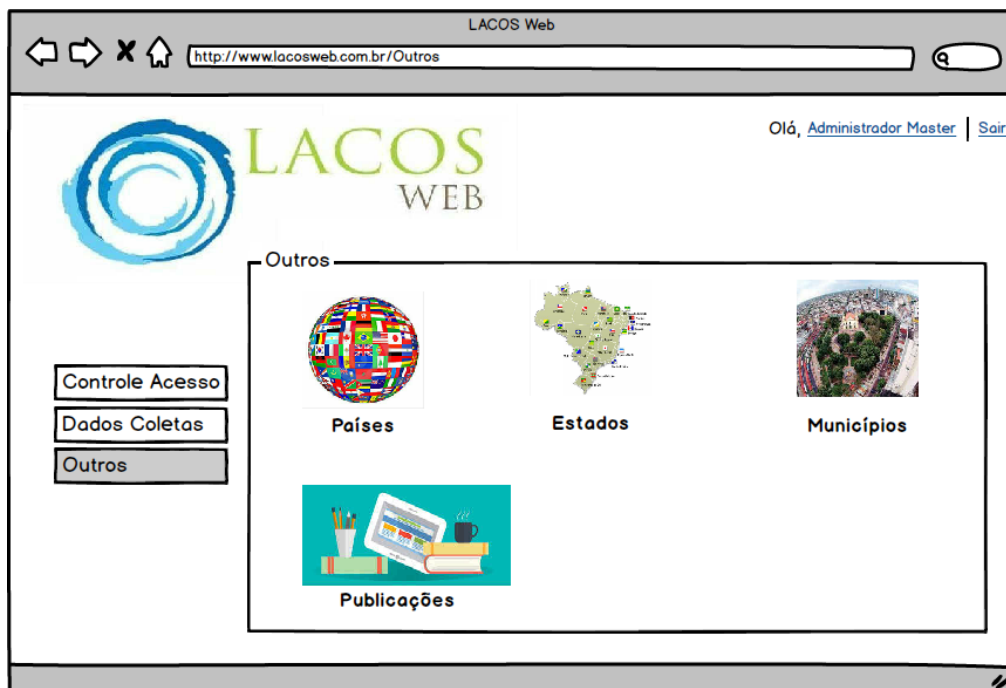 LACOS Web
http://www.lacosweb.com.br/Outros
Olá, Administrador Master | Sair
LACOS
WEB
Outros
Controle Acesso
Dados Coletas
Outros
Países
Estados
Municípios
Publicações